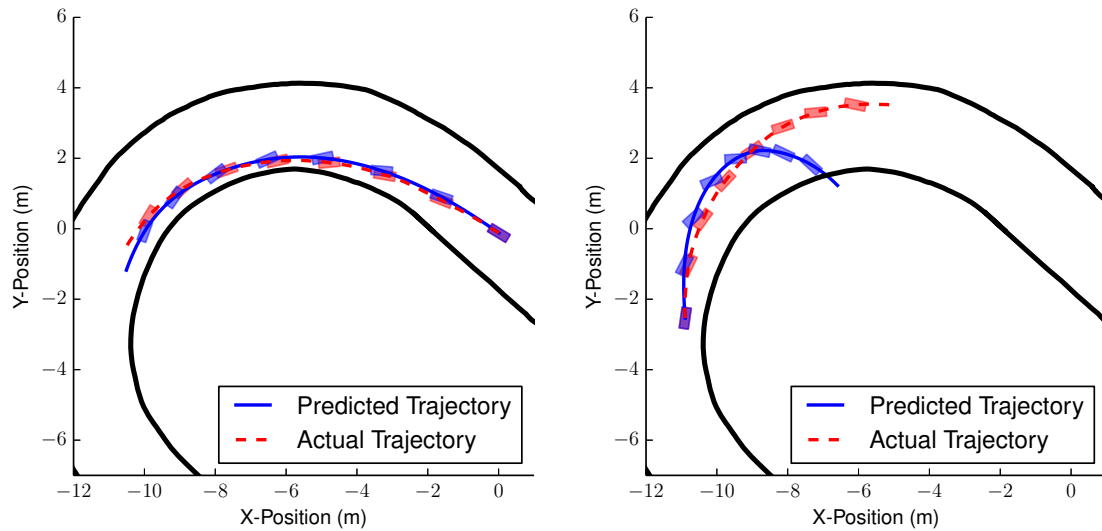 6
4
2
0
−2
−4
−6
Y-Position (m)
−12 −10 −8 −6 −4 −2 0
X-Position (m)
Predicted Trajectory
Actual Trajectory
6
4
2
0
−2
−4
−6
Y-Position (m)
−12 −10 −8 −6 −4 −2 0
X-Position (m)
Predicted Trajectory
Actual Trajectory